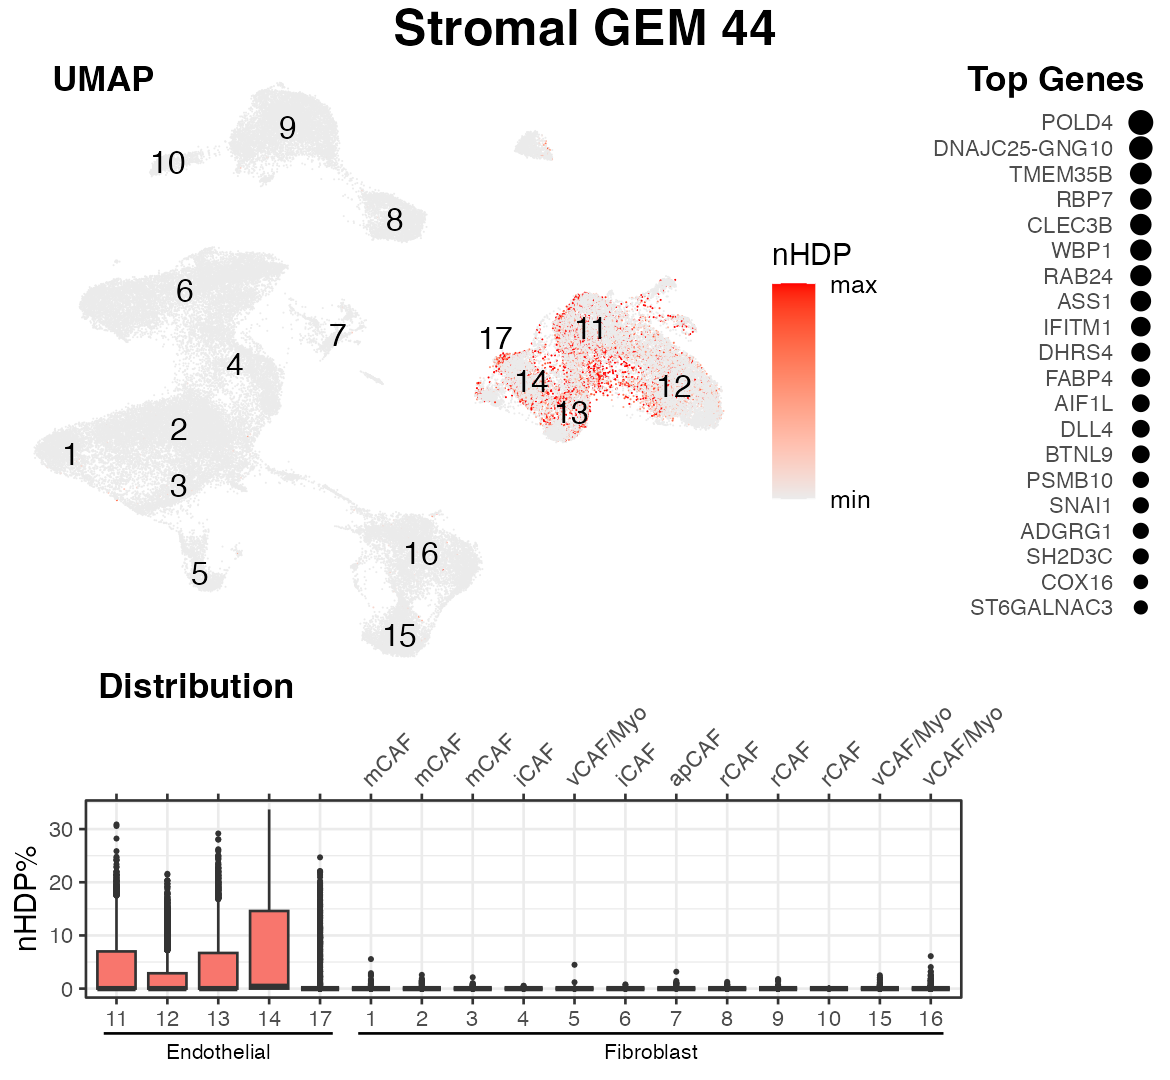 Stromal GEM 44
UMAP
9
10
8
6
7
4
2
1
3
5
16
15
17
11
14
12
13
nHDP
max
min
Top Genes
POLD4
DNAJC25-GNG10
TMEM35B
RBP7
CLEC3B
WBP1
RAB24
ASS1
IFITM1
DHRS4
FABP4
AIF1L
DLL4
BTNL9
PSMB10
SNAI1
ADGRG1
SH2D3C
COX16
ST6GALNAC3
Distribution
mCAF mCAF mCAF iCAF vCAF/Myo iCAF apCAF rCAF rCAF rCAF vCAF/Myo vCAF/Myo
nHDP%
30
20
10
0
11 12 13 14 17 1 2 3 4 5 6 7 8 9 10 15 16
Endothelial Fibroblast